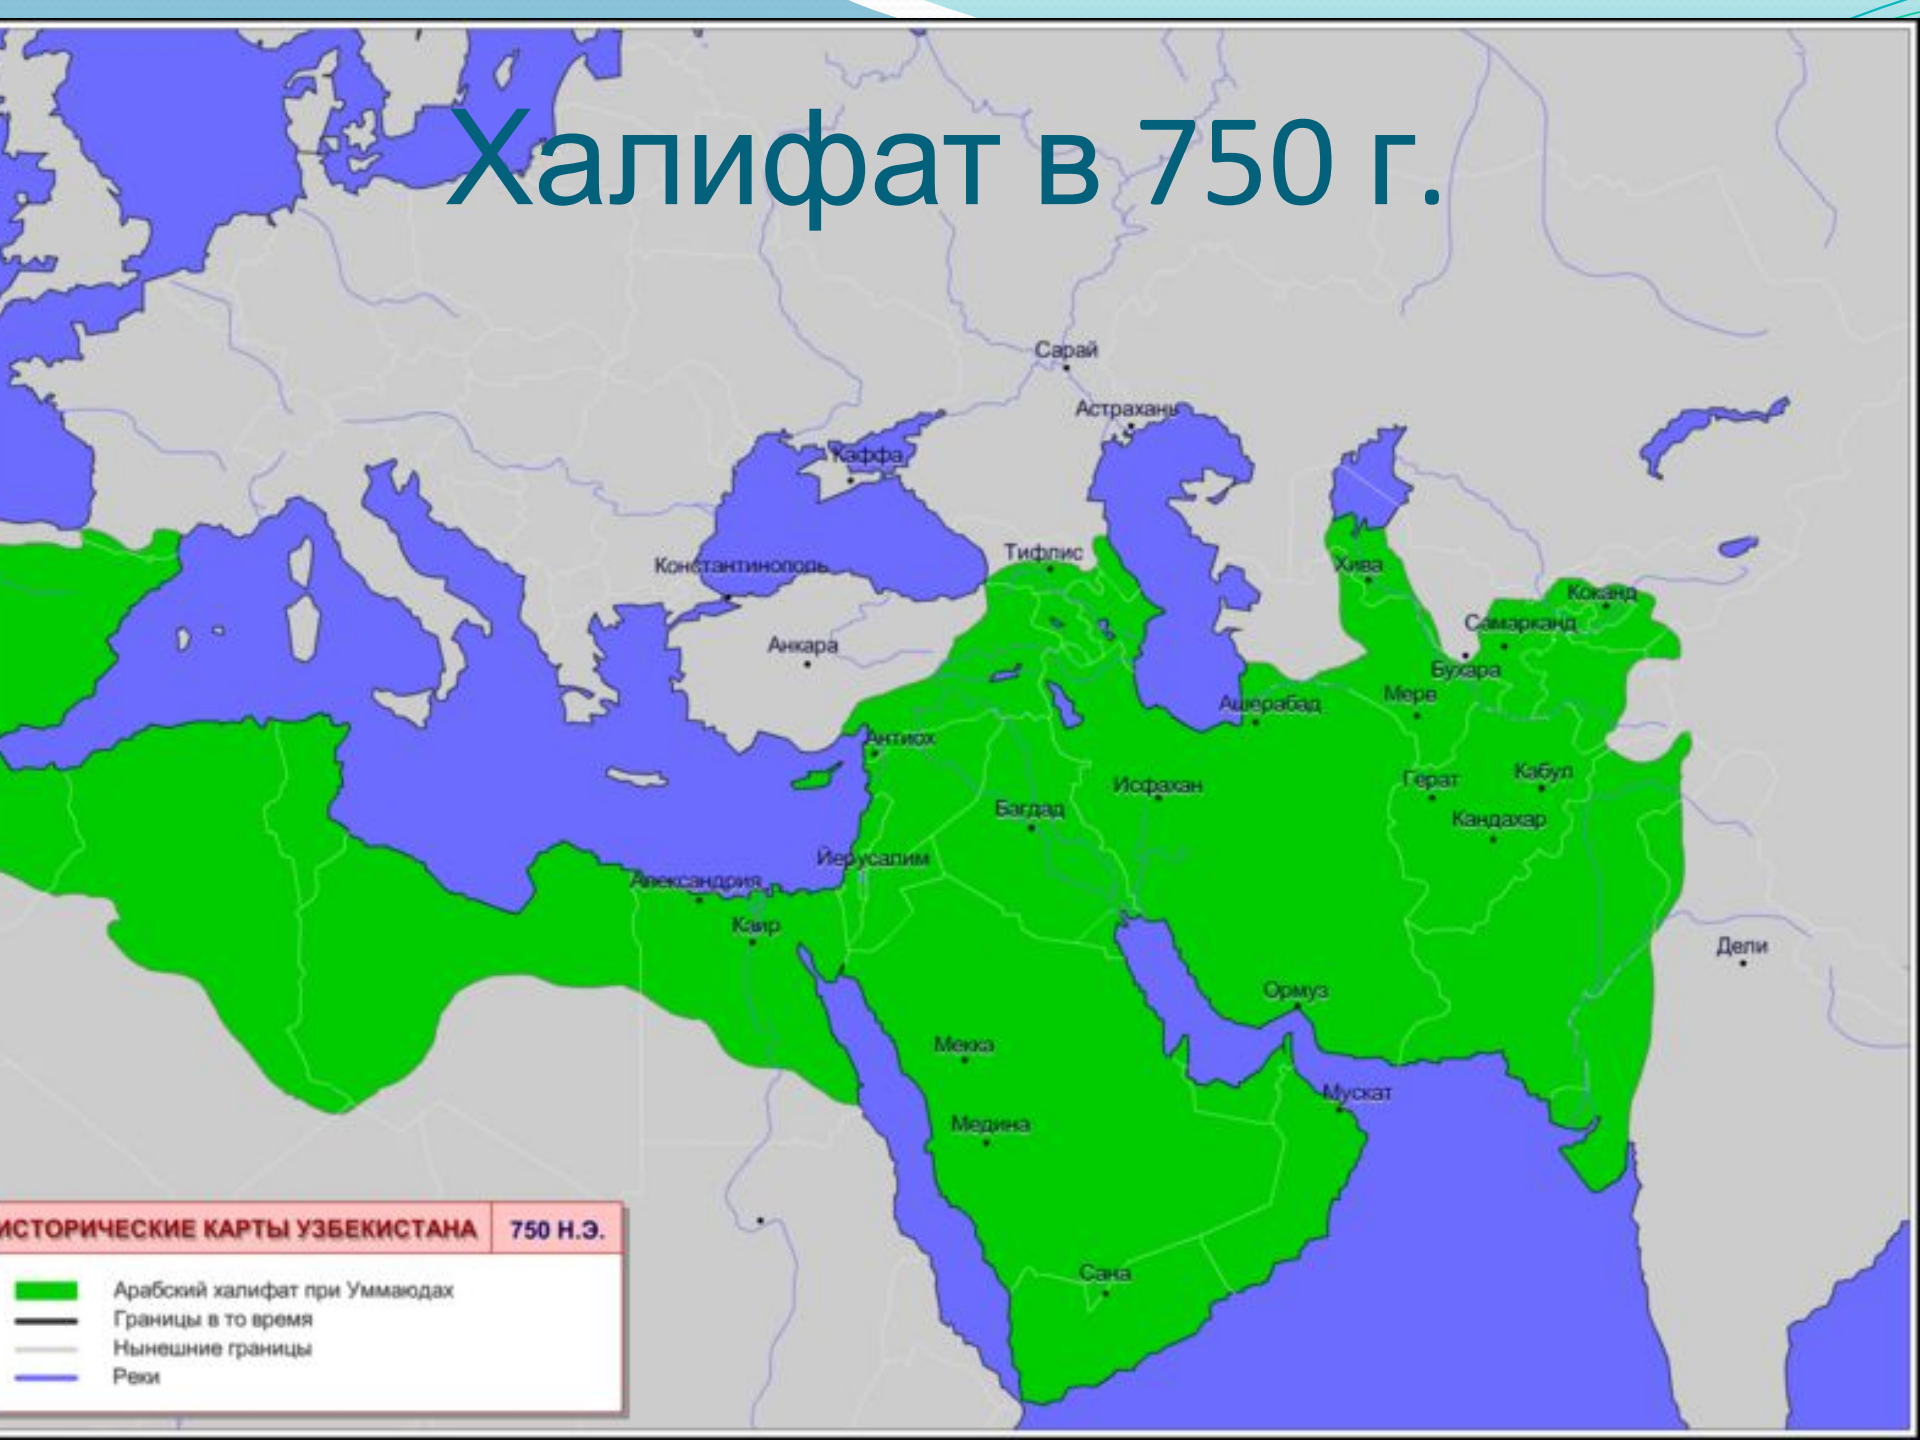 Халифат в 750 г.
Сарай
Астрахань
Каффа
Тифлис
Константинополь
Хива
Коканд
Самарканд
Анкара
Бухара
Мерв
Ашерабад
Антиох
Исфахан
Герат
Кабул
Багдад
Кандахар
Йерусалим
Александрия
Каир
Дели
Ормуз
Мекка
Мускат
Медина
Сана
ИСТОРИЧЕСКИЕ КАРТЫ УЗБЕКИСТАНА 750 Н.Э.
Арабский халифат при Уммаюдах
Границы в то время
Нынешние границы
Реки